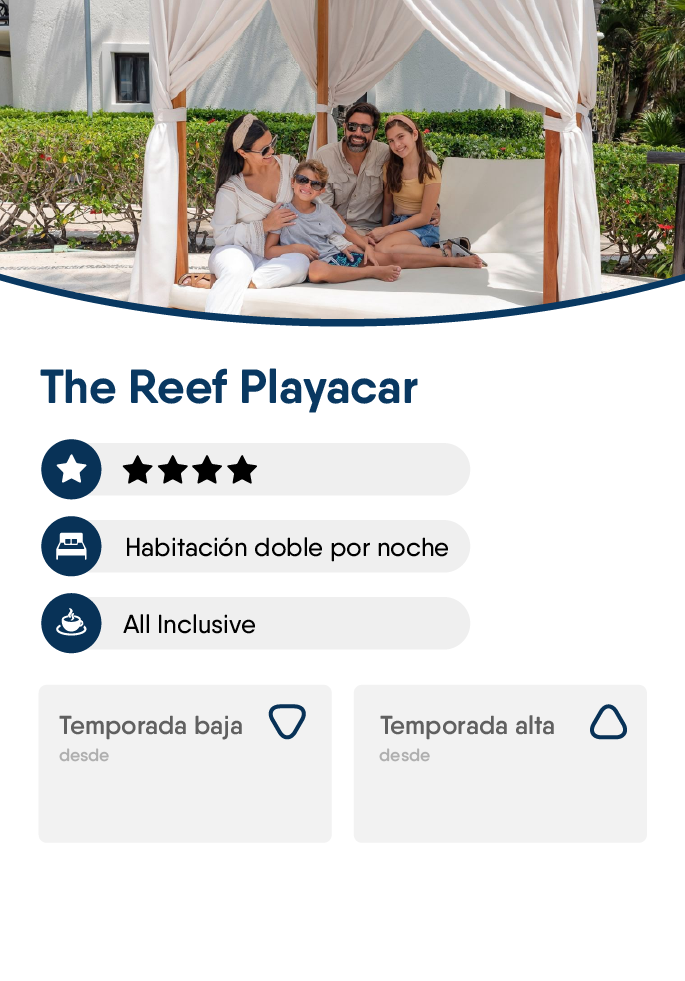 The Reef Playacar
Habitación doble por noche
All Inclusive
Temporada baja
desde
Temporada alta
desde